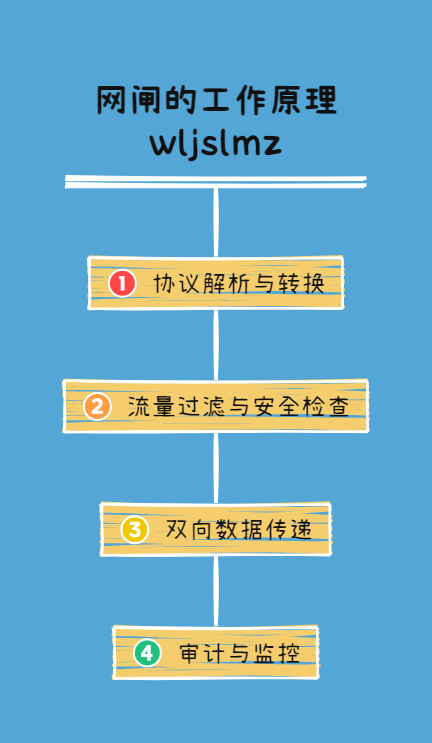 网闸的工作原理
wljslmz
1 协议解析与转换
2 流量过滤与安全检查
3 双向数据传递
4 审计与监控